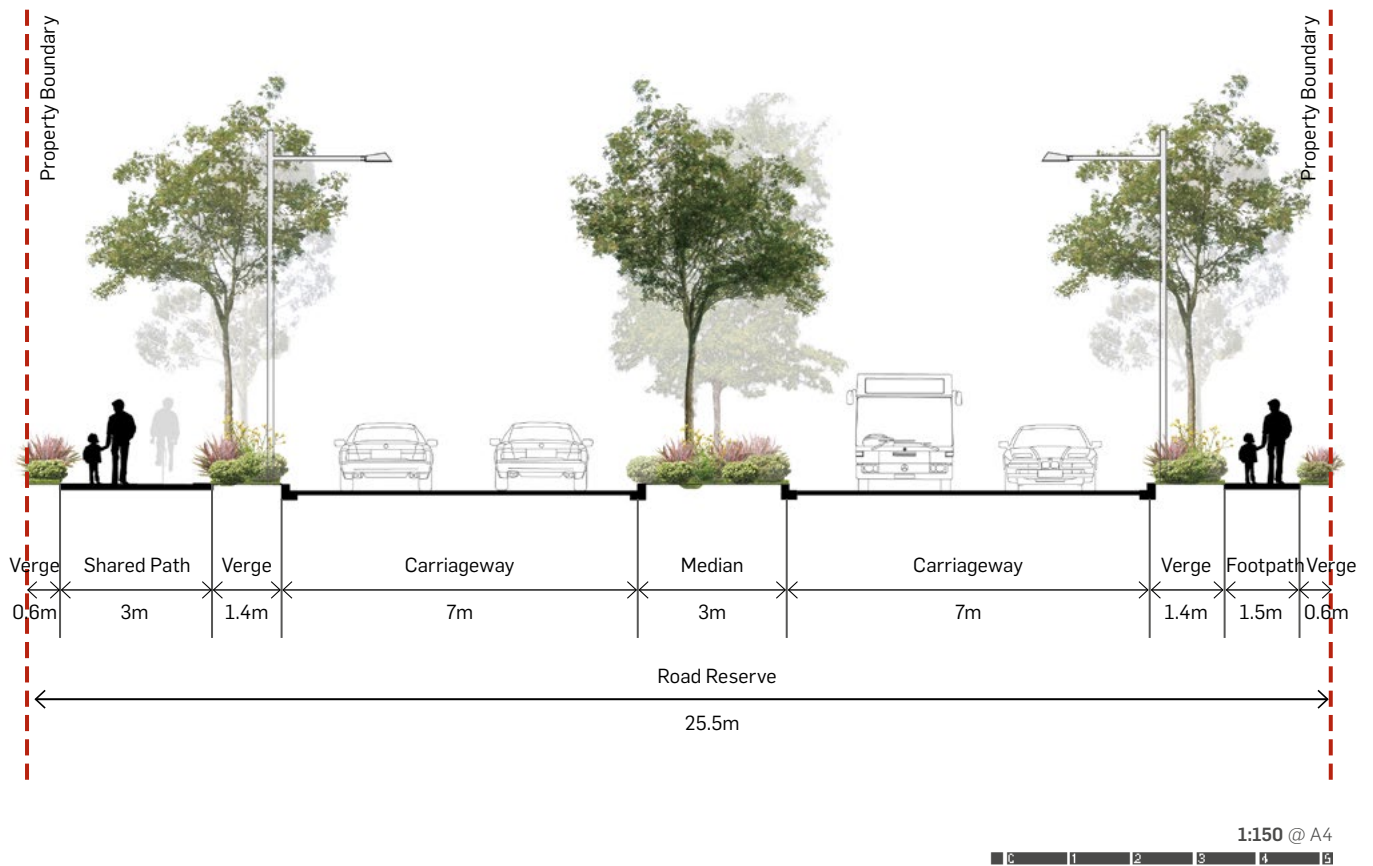 Property Boundary
Property Boundary
Verge
Shared Path
Verge
Carriageway
Median
Carriageway
Verge
Footpath
Verge
0.6m
3m
1.4m
7m
3m
7m
1.4m
1.5m
0.6m
Road Reserve
25.5m
1:150 @ A4
1
2
3
4
5